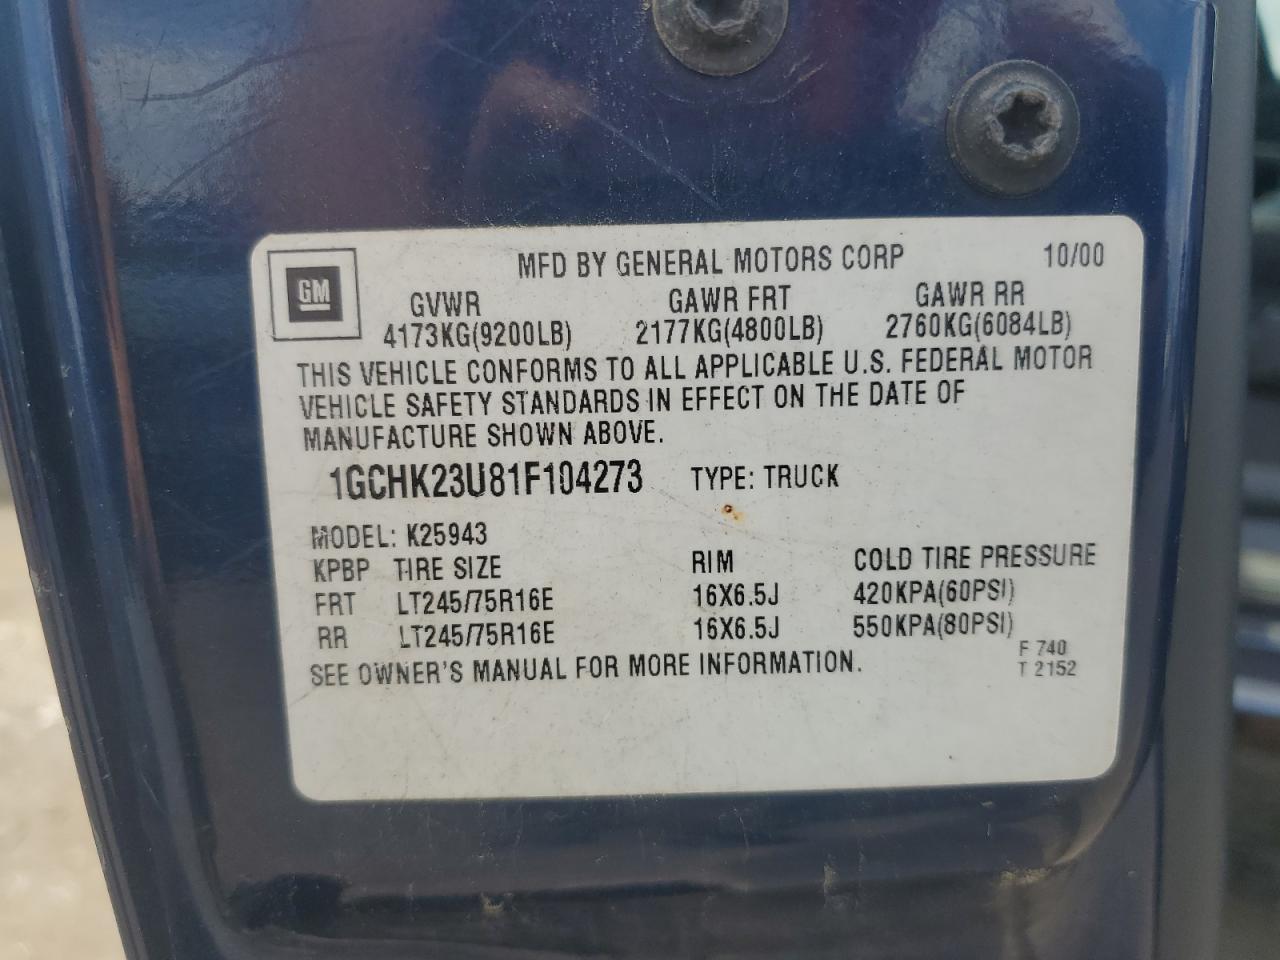 GM
MFD BY GENERAL MOTORS CORP 10/00
GVWR GAWR FRT GAWR RR
4173KG(9200LB) 2177KG(4800LB) 2760KG(6084LB)
THIS VEHICLE CONFORMS TO ALL APPLICABLE U.S. FEDERAL MOTOR
VEHICLE SAFETY STANDARDS IN EFFECT ON THE DATE OF
MANUFACTURE SHOWN ABOVE.
1GCHK23U81F104273 TYPE: TRUCK
MODEL: K25943
KPBP TIRE SIZE RIM COLD TIRE PRESSURE
FRT LT245/75R16E 16X6.5J 420KPA(60PSI)
RR LT245/75R16E 16X6.5J 550KPA(80PSI)
SEE OWNER'S MANUAL FOR MORE INFORMATION.
F 740
T 2152